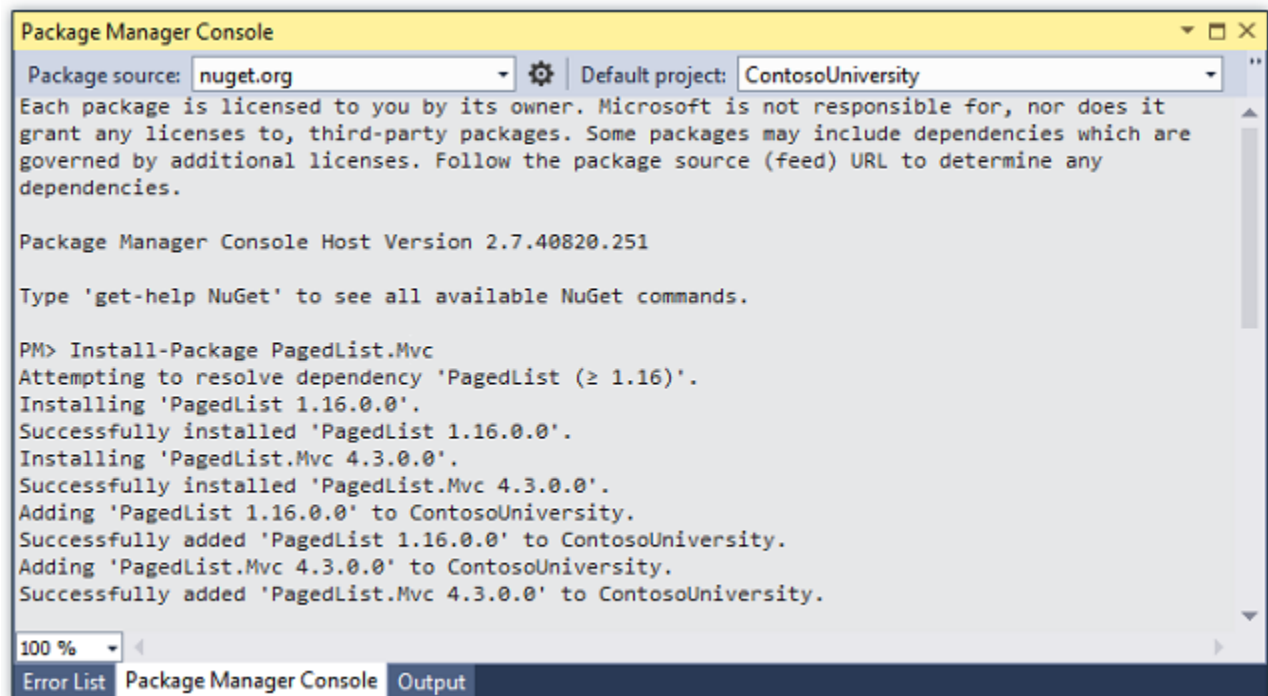 Package Manager Console
Package source: nuget.org Default project: ContosoUniversity
Each package is licensed to you by its owner. Microsoft is not responsible for, nor does it
grant any licenses to, third-party packages. Some packages may include dependencies which are
governed by additional licenses. Follow the package source (feed) URL to determine any
dependencies.
Package Manager Console Host Version 2.7.40820.251
Type 'get-help NuGet' to see all available NuGet commands.
PM> Install-Package PagedList.Mvc
Attempting to resolve dependency 'PagedList (≥ 1.16)'.
Installing 'PagedList 1.16.0.0'.
Successfully installed 'PagedList 1.16.0.0'.
Installing 'PagedList.Mvc 4.3.0.0'.
Successfully installed 'PagedList.Mvc 4.3.0.0'.
Adding 'PagedList 1.16.0.0' to ContosoUniversity.
Successfully added 'PagedList 1.16.0.0' to ContosoUniversity.
Adding 'PagedList.Mvc 4.3.0.0' to ContosoUniversity.
Successfully added 'PagedList.Mvc 4.3.0.0' to ContosoUniversity.
100 %
Error List Package Manager Console Output